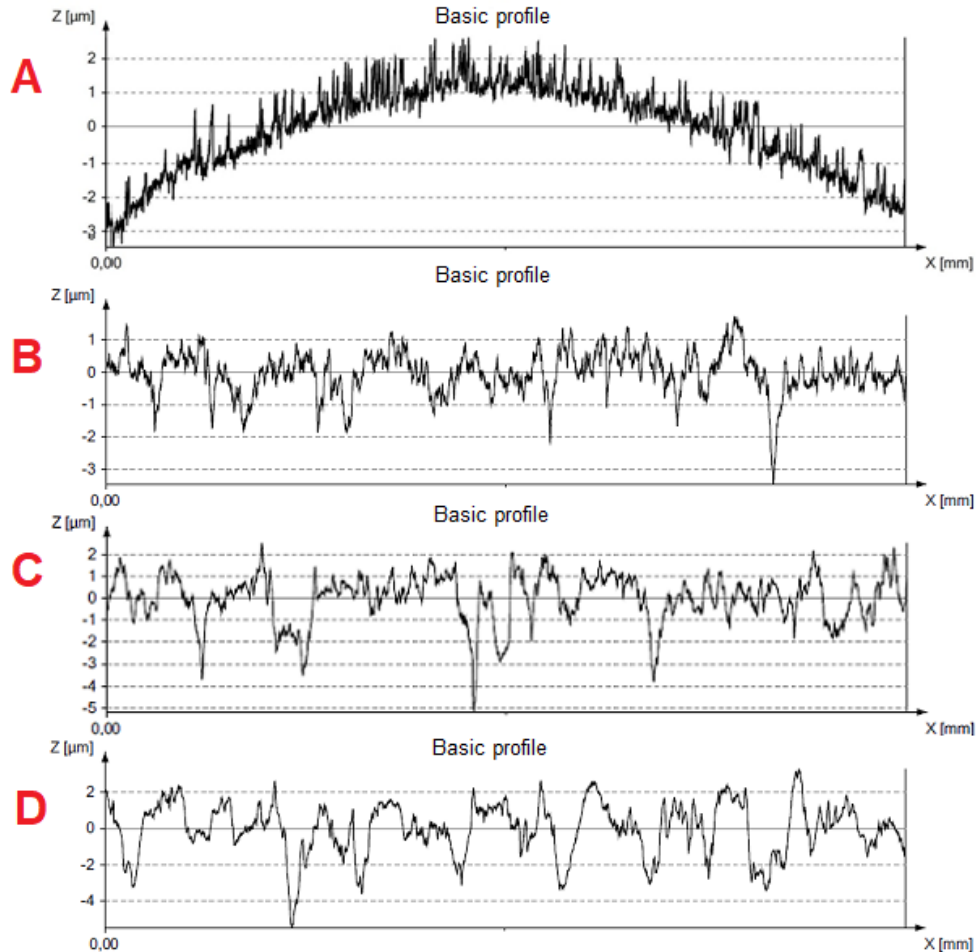 Z [µm]
Basic profile
A
2
1
0
-1
-2
-3
0,00
X [mm]
Basic profile
Z [µm]
B
1
0
-1
-2
-3
0,00
X [mm]
Z [µm]
Basic profile
C
2
1
0
-1
-2
-3
-4
-5
0,00
X [mm]
Z [µm]
Basic profile
D
2
0
-2
-4
0,00
X [mm]